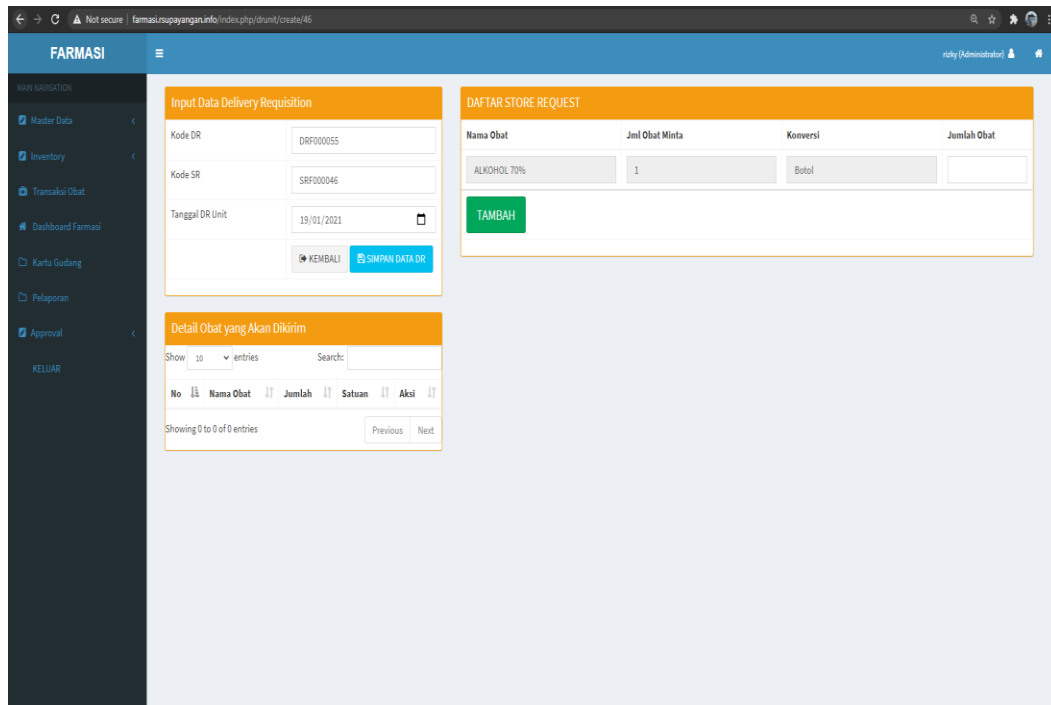 Not secure | farmasi.rsupayangan.info/index.php/drunit/create/46
FARMASI
rizky (Administrator)
MAIN NAVIGATION
Master Data
Inventory
Transaksi Obat
Dashboard Farmasi
Kartu Gudang
Pelaporan
Approval
KELUAR
Input Data Delivery Requisition
Kode DR DRF000055
Kode SR SRF000046
Tanggal DR Unit 19/01/2021
KEMBALI SIMPAN DATA DR
DAFTAR STORE REQUEST
Nama Obat Jml Obat Minta Konversi Jumlah Obat
ALKOHOL 70% 1 Botol
TAMBAH
Detail Obat yang Akan Dikirim
Show 10 entries Search:
No Nama Obat Jumlah Satuan Aksi
Showing 0 to 0 of 0 entries Previous Next